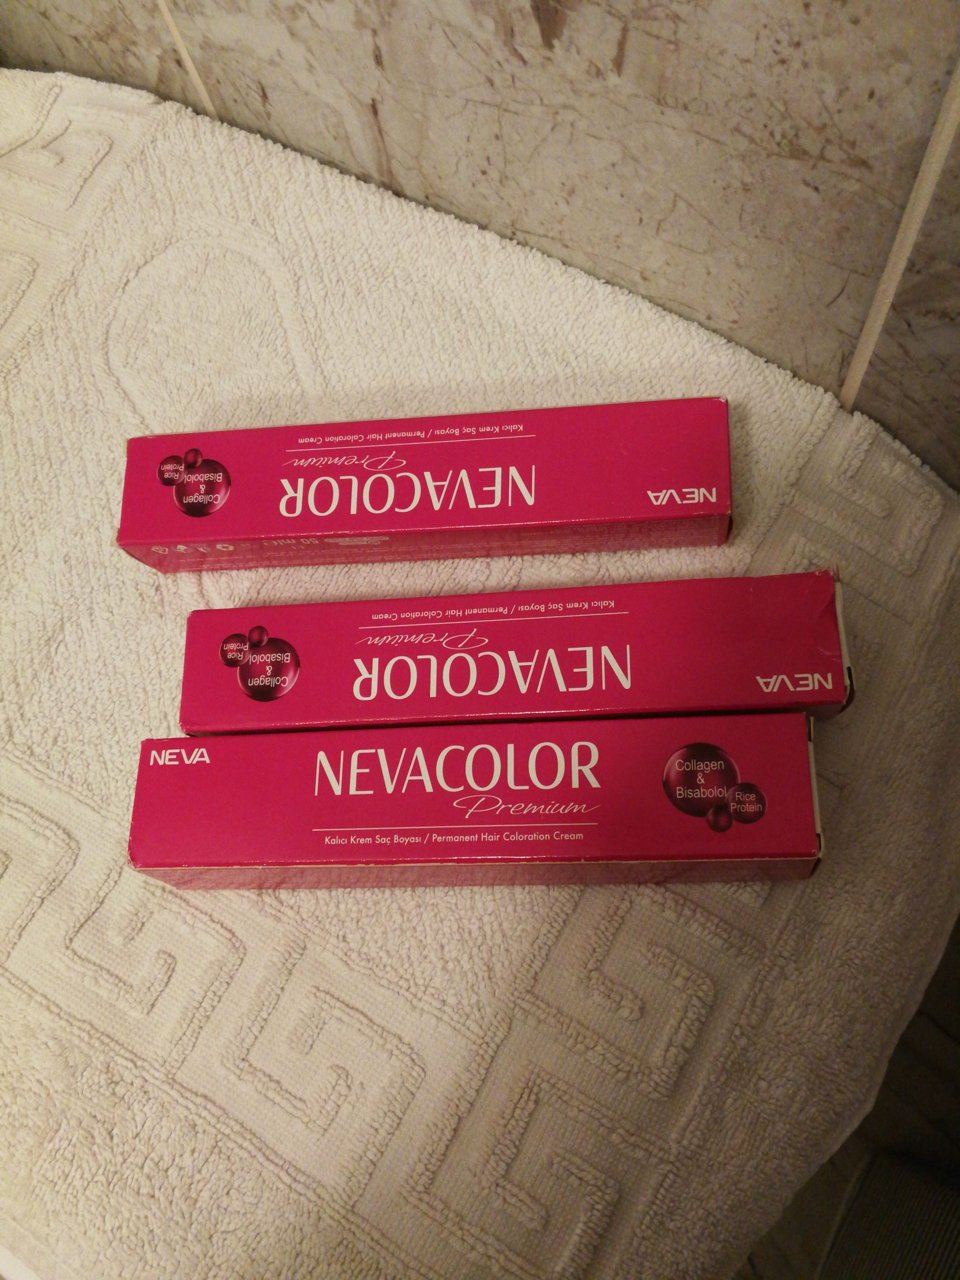 NEVA
NEVACOLOR
Premium
Kalıcı Krem Saç Boyası / Permanent Hair Coloration Cream
Collagen
&
Bisabolol
Rice
Protein
50 ml
NEVA
NEVACOLOR
Premium
Kalıcı Krem Saç Boyası / Permanent Hair Coloration Cream
Collagen
&
Bisabolol
Rice
Protein
NEVA
NEVACOLOR
Premium
Kalıcı Krem Saç Boyası / Permanent Hair Coloration Cream
Collagen
&
Bisabolol
Rice
Protein